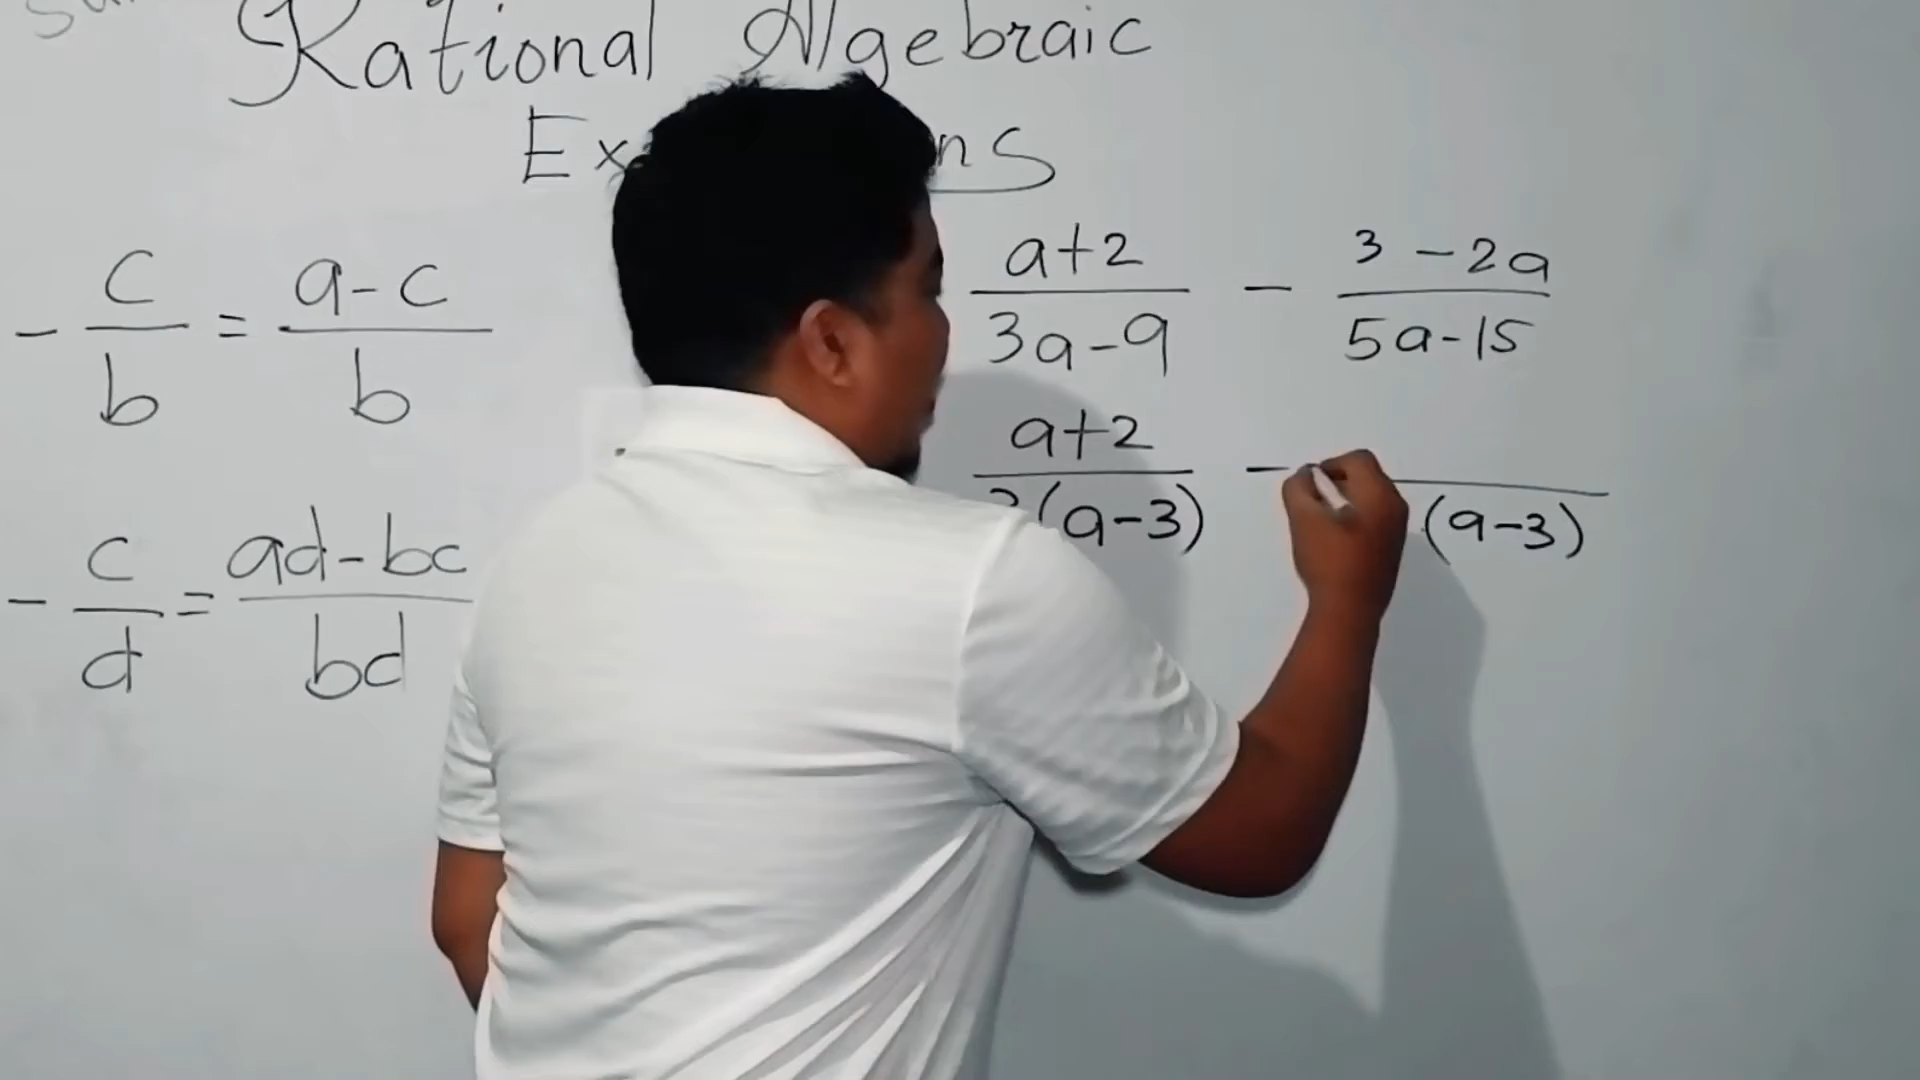 Rational Algebraic
Ex ns
- c/b = a-c/b
- c/d = ad-bc/bd
a+2/3a-9 - 3-2a/5a-15
a+2/(a-3) - /(a-3)